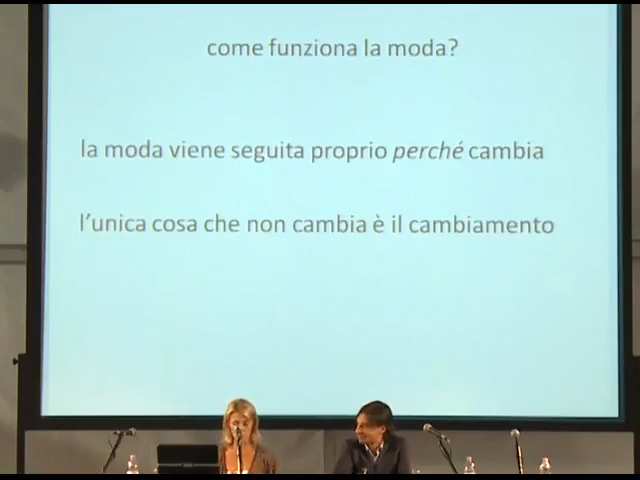 come funziona la moda?
la moda viene seguita proprio perché cambia
l'unica cosa che non cambia è il cambiamento